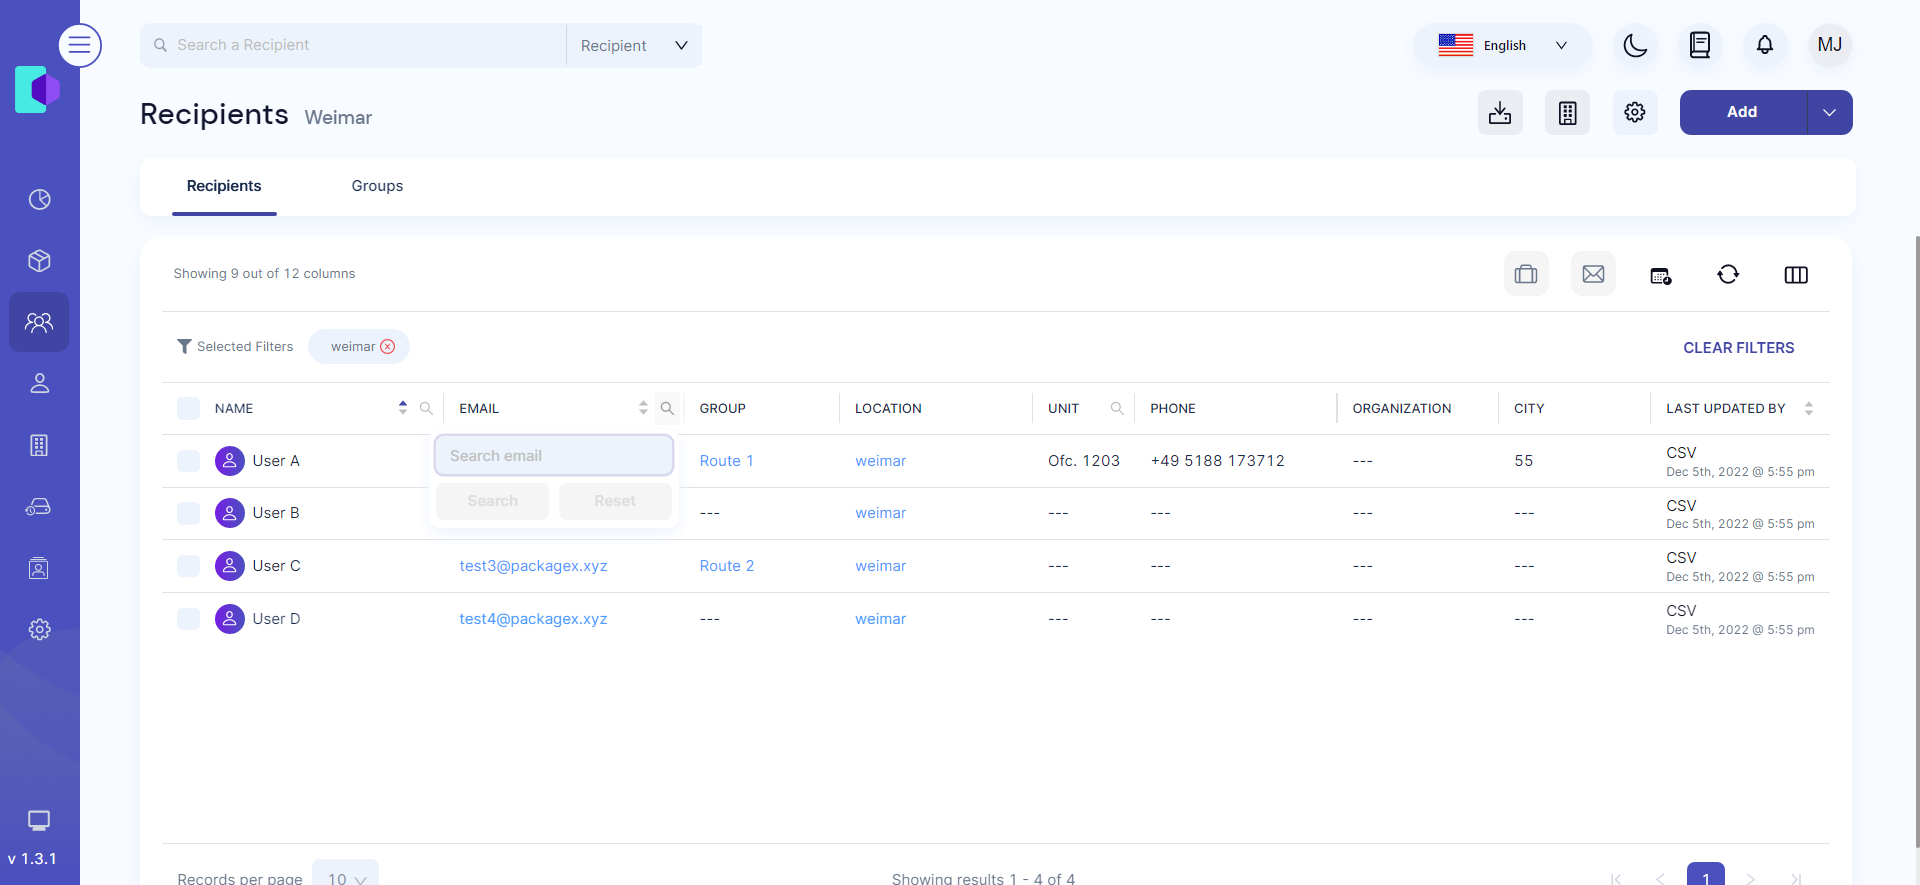 Search a Recipient
Recipient
English
MJ
Recipients Weimar
Add
Recipients
Groups
Showing 9 out of 12 columns
Selected Filters
weimar
CLEAR FILTERS
NAME EMAIL GROUP LOCATION UNIT PHONE ORGANIZATION CITY LAST UPDATED BY
Search email
Search
Reset
User A Route 1 weimar Ofc. 1203 +49 5188 173712 --- 55 CSV
Dec 5th, 2022 @ 5:55 pm
User B --- weimar --- --- --- --- CSV
Dec 5th, 2022 @ 5:55 pm
User C test3@packagex.xyz Route 2 weimar --- --- --- --- CSV
Dec 5th, 2022 @ 5:55 pm
User D test4@packagex.xyz --- weimar --- --- --- --- CSV
Dec 5th, 2022 @ 5:55 pm
v 1.3.1
Records per page 10
Showing results 1 - 4 of 4
1